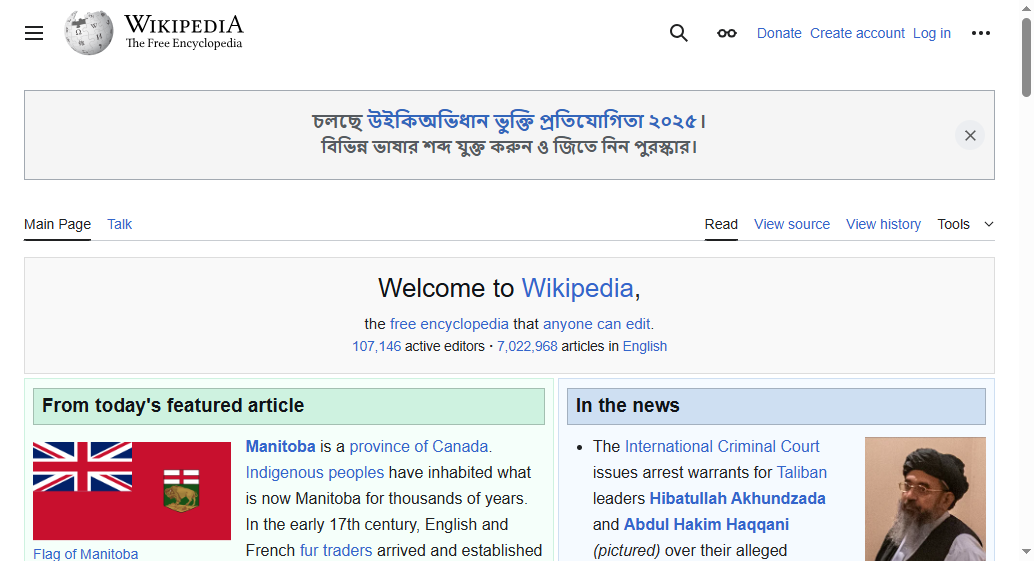 WIKIPEDIA
The Free Encyclopedia
Donate Create account Log in
চলছে উইকিঅভিধান ভুক্তি প্রতিযোগিতা ২০২৫।
বিভিন্ন ভাষার শব্দ যুক্ত করুন ও জিতে নিন পুরস্কার।
Main Page Talk
Read View source View history Tools
Welcome to Wikipedia,
the free encyclopedia that anyone can edit.
107,146 active editors · 7,022,968 articles in English
From today's featured article
Manitoba is a province of Canada.
Indigenous peoples have inhabited what
is now Manitoba for thousands of years.
In the early 17th century, English and
French fur traders arrived and established
Flag of Manitoba
In the news
• The International Criminal Court
issues arrest warrants for Taliban
leaders Hibatullah Akhundzada
and Abdul Hakim Haqqani
(pictured) over their alleged